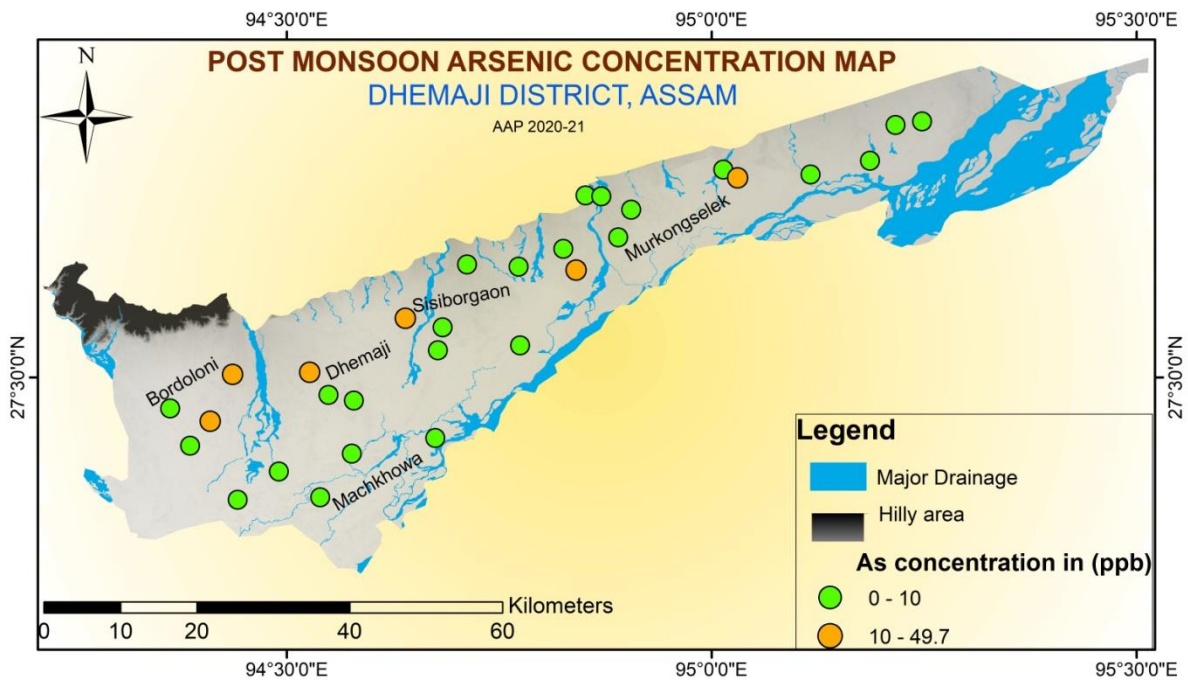 94°30'0"E
95°0'0"E
95°30'0"E
N
POST MONSOON ARSENIC CONCENTRATION MAP
DHEMAJI DISTRICT, ASSAM
AAP 2020-21
Murkongselek
Sisiborgaon
Dhemaji
Bordoloni
Machkhowa
27°30'0"N
27°30'0"N
Legend
Major Drainage
Hilly area
As concentration in (ppb)
0 - 10
10 - 49.7
Kilometers
0 10 20 40 60
94°30'0"E
95°0'0"E
95°30'0"E